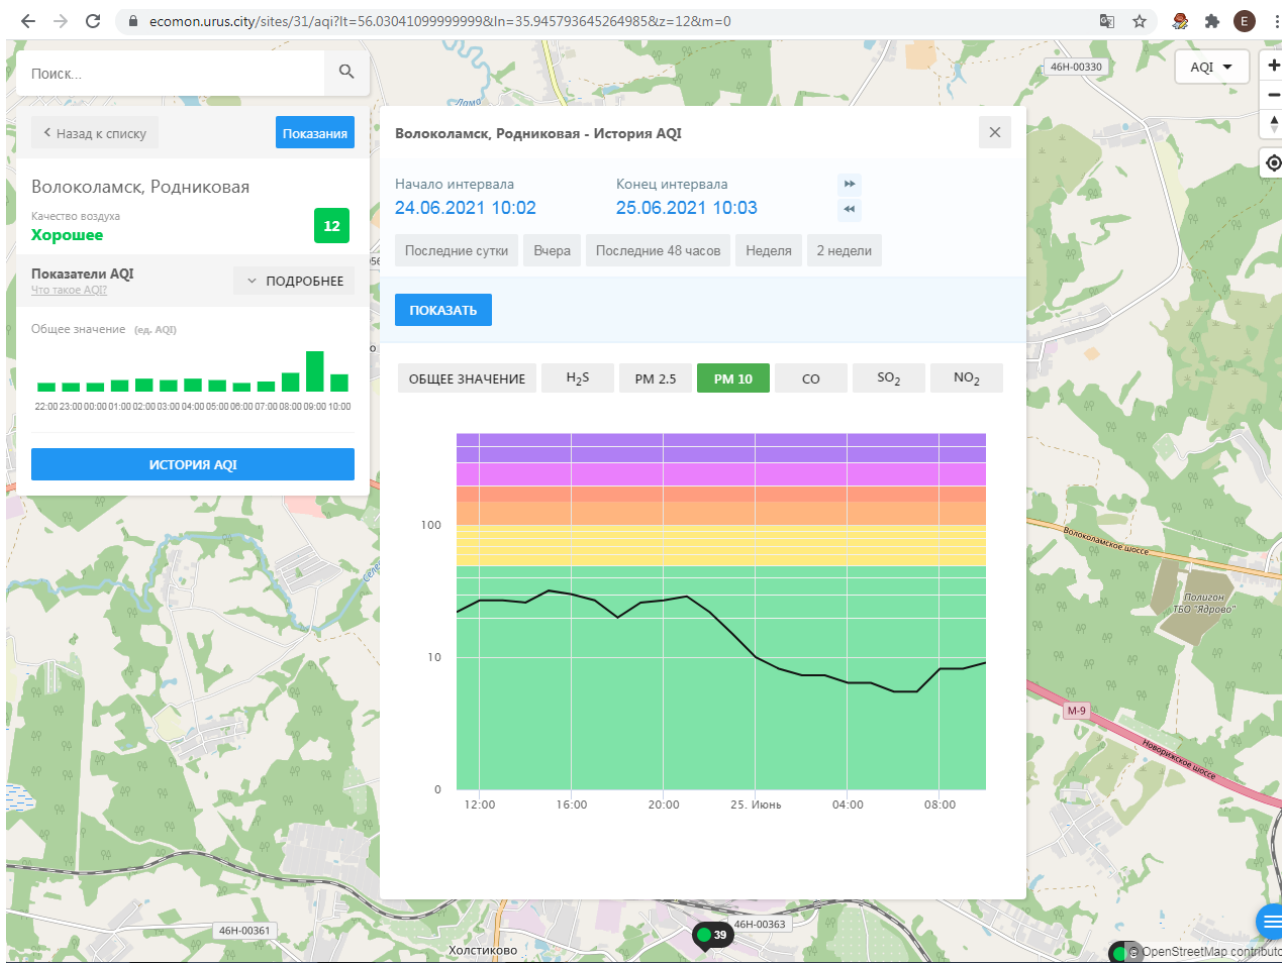 ecomon.urus.city/sites/31/aqi?lt=56.03041099999999&ln=35.945793645264985&z=12&m=0
E
Поиск...
46Н-00330
AQI
Назад к списку
Показания
Волоколамск, Родниковая - История AQI
Волоколамск, Родниковая
Качество воздуха
Хорошее
12
Начало интервала
Конец интервала
24.06.2021 10:02
25.06.2021 10:03
Последние сутки
Вчера
Последние 48 часов
Неделя
2 недели
Показатели AQI
Что такое AQI?
ПОДРОБНЕЕ
ПОКАЗАТЬ
Общее значение (ед. AQI)
22:00 23:00 00:00 01:00 02:00 03:00 04:00 05:00 06:00 07:00 08:00 09:00 10:00
ИСТОРИЯ AQI
ОБЩЕЕ ЗНАЧЕНИЕ
H2S
PM 2.5
PM 10
CO
SO2
NO2
100
10
0
12:00
16:00
20:00
25. Июнь
04:00
08:00
Волоколамское шоссе
Полигон
ТБО "Ядрово"
М-9
Новорижское шоссе
Ламо
46Н-00361
46Н-00363
39
Холстиково
© OpenStreetMap contributo